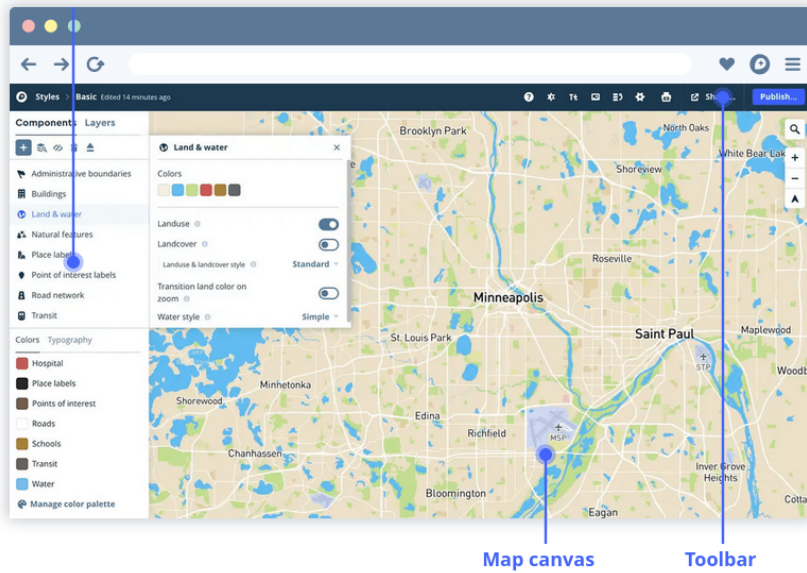 Styles > Basic Edited 14 minutes ago
Publish...
Components Layers
Administrative boundaries
Buildings
Land & water
Natural features
Place labels
Point of interest labels
Road network
Transit
Colors Typography
Hospital
Place labels
Points of interest
Roads
Schools
Transit
Water
Manage color palette
Land & water
Colors
Landuse
Landcover
Landuse & landcover style Standard
Transition land color on
zoom
Water style Simple
Brooklyn Park
North Oaks
White Bear Lak
Shoreview
Roseville
Minneapolis
St. Louis Park
Saint Paul
Maplewood
STP
Woodb
Minnetonka
Shorewood
Edina
Richfield
MSP
Chanhassen
Inver Grove
Heights
Bloomington
Cotta
Eagan
Map canvas
Toolbar